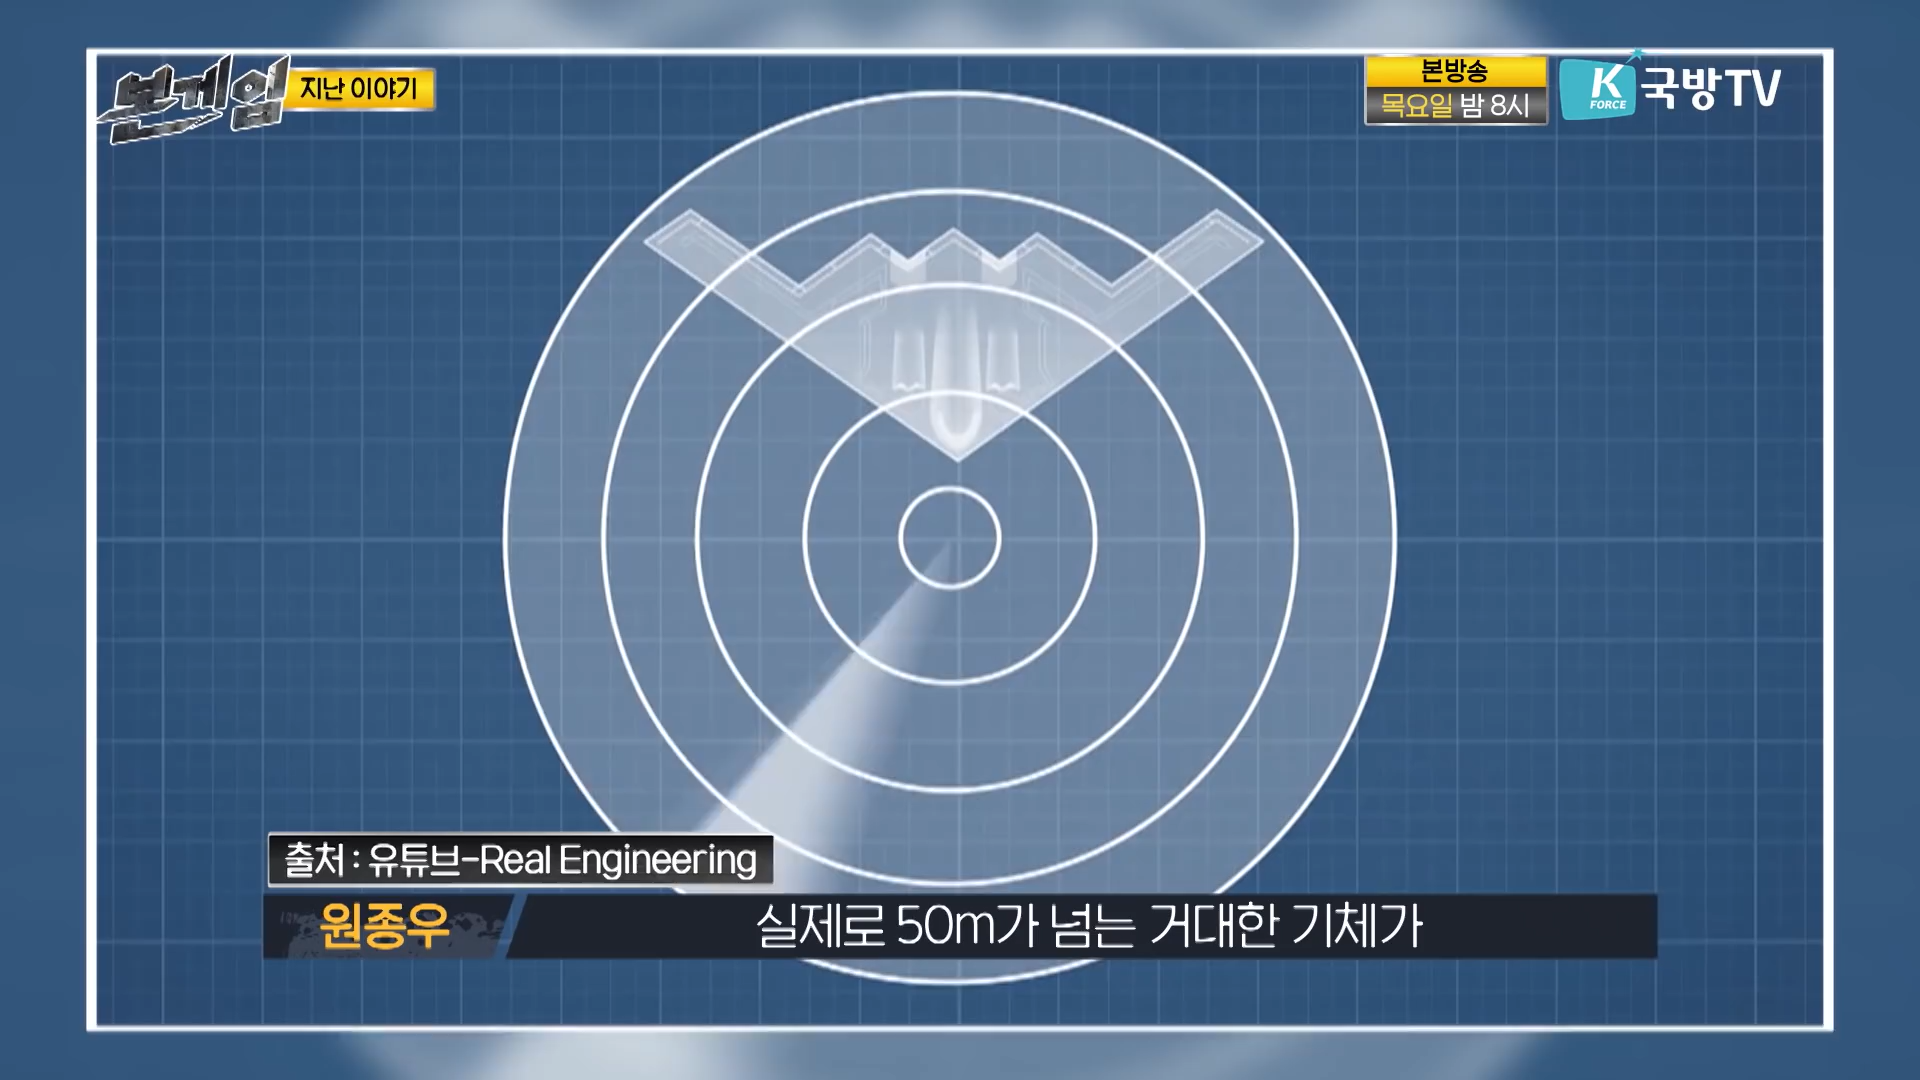 본게임
지난 이야기
본방송
목요일 밤 8시
K
FORCE
국방TV
출처 : 유튜브-Real Engineering
원종우
실제로 50m가 넘는 거대한 기체가